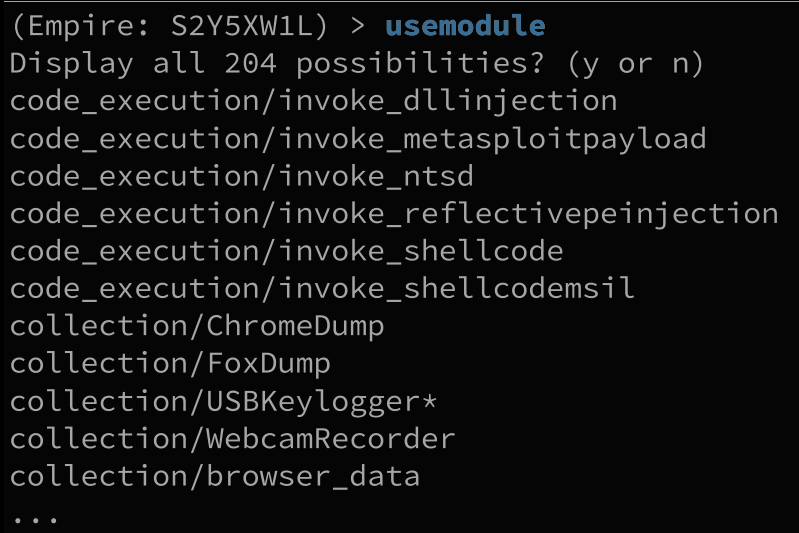 (Empire: S2Y5XW1L) > usemodule
Display all 204 possibilities? (y or n)
code_execution/invoke_dllinjection
code_execution/invoke_metasploitpayload
code_execution/invoke_ntsd
code_execution/invoke_reflectivepeinjection
code_execution/invoke_shellcode
code_execution/invoke_shellcodemsil
collection/ChromeDump
collection/FoxDump
collection/USBKeylogger*
collection/WebcamRecorder
collection/browser_data
...